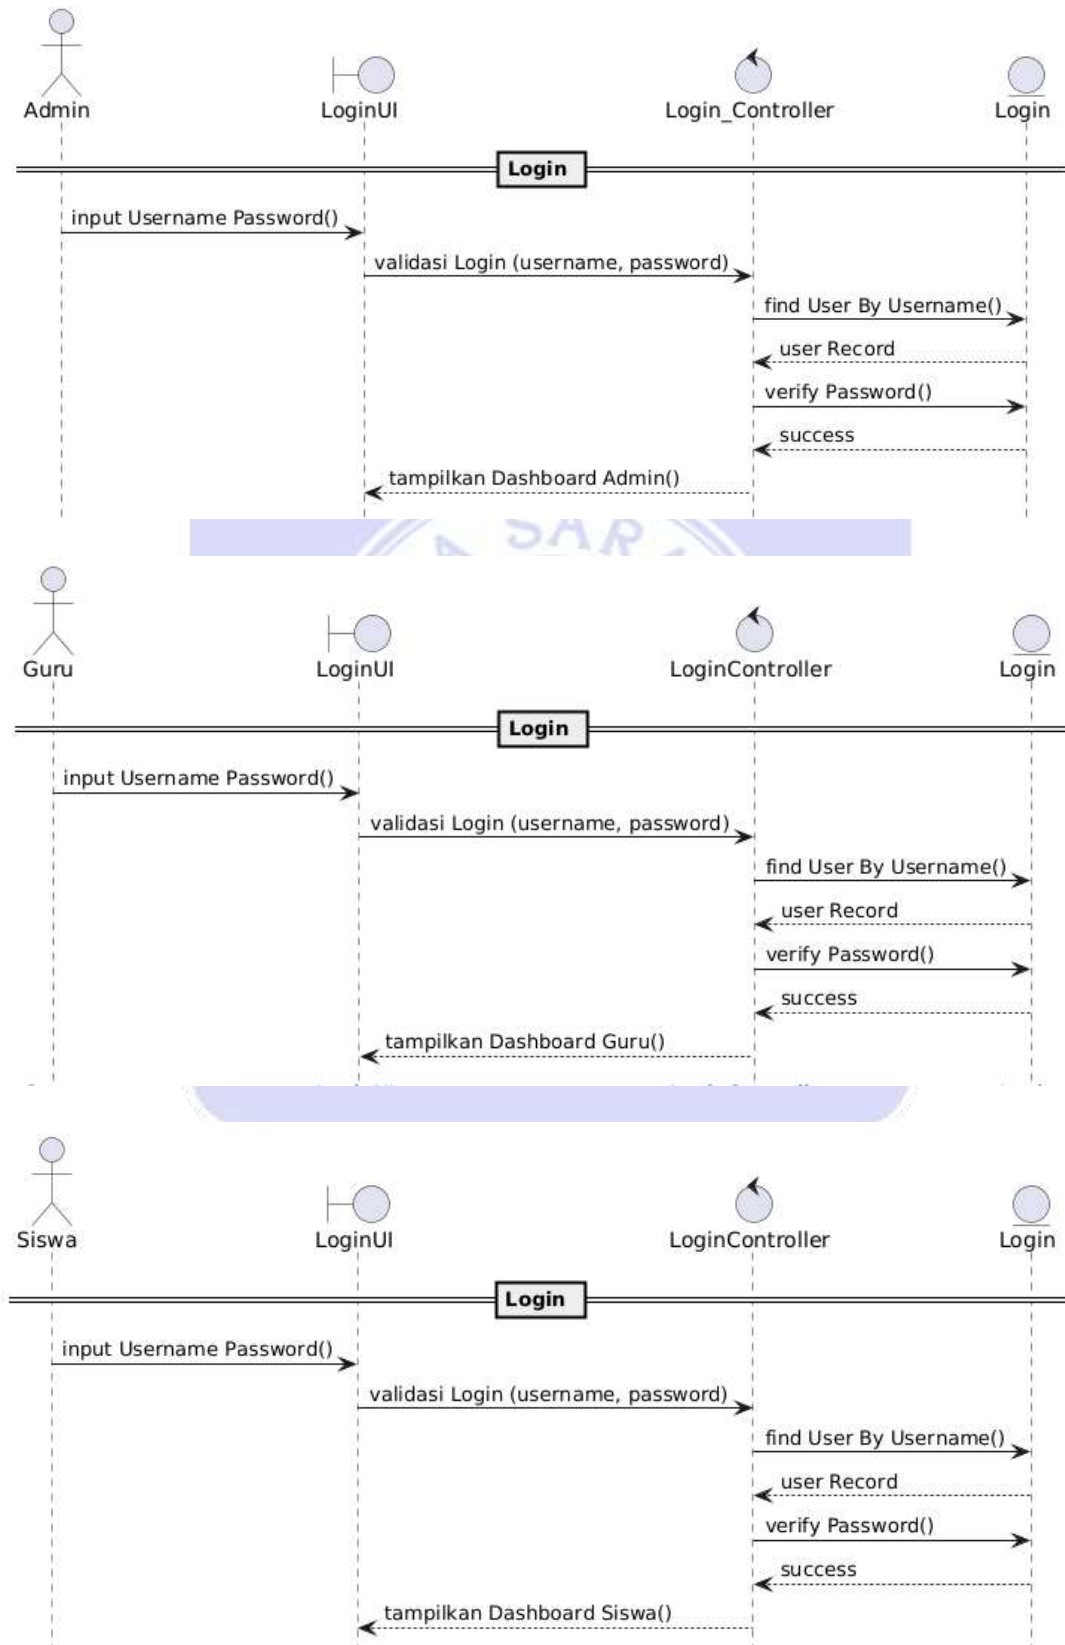 Admin
LoginUI
Login_Controller
Login
Login
input Username Password()
validasi Login (username, password)
find User By Username()
user Record
verify Password()
success
tampilkan Dashboard Admin()
SAR
Guru
LoginUI
LoginController
Login
Login
input Username Password()
validasi Login (username, password)
find User By Username()
user Record
verify Password()
success
tampilkan Dashboard Guru()
Siswa
LoginUI
LoginController
Login
Login
input Username Password()
validasi Login (username, password)
find User By Username()
user Record
verify Password()
success
tampilkan Dashboard Siswa()